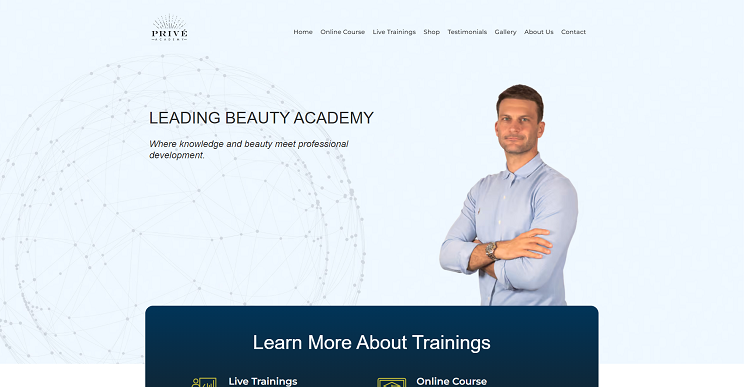 PRIVÉ
ACADEMY
Home Online Course Live Trainings Shop Testimonials Gallery About Us Contact
LEADING BEAUTY ACADEMY
Where knowledge and beauty meet professional
development.
Learn More About Trainings
Live Trainings Online Course